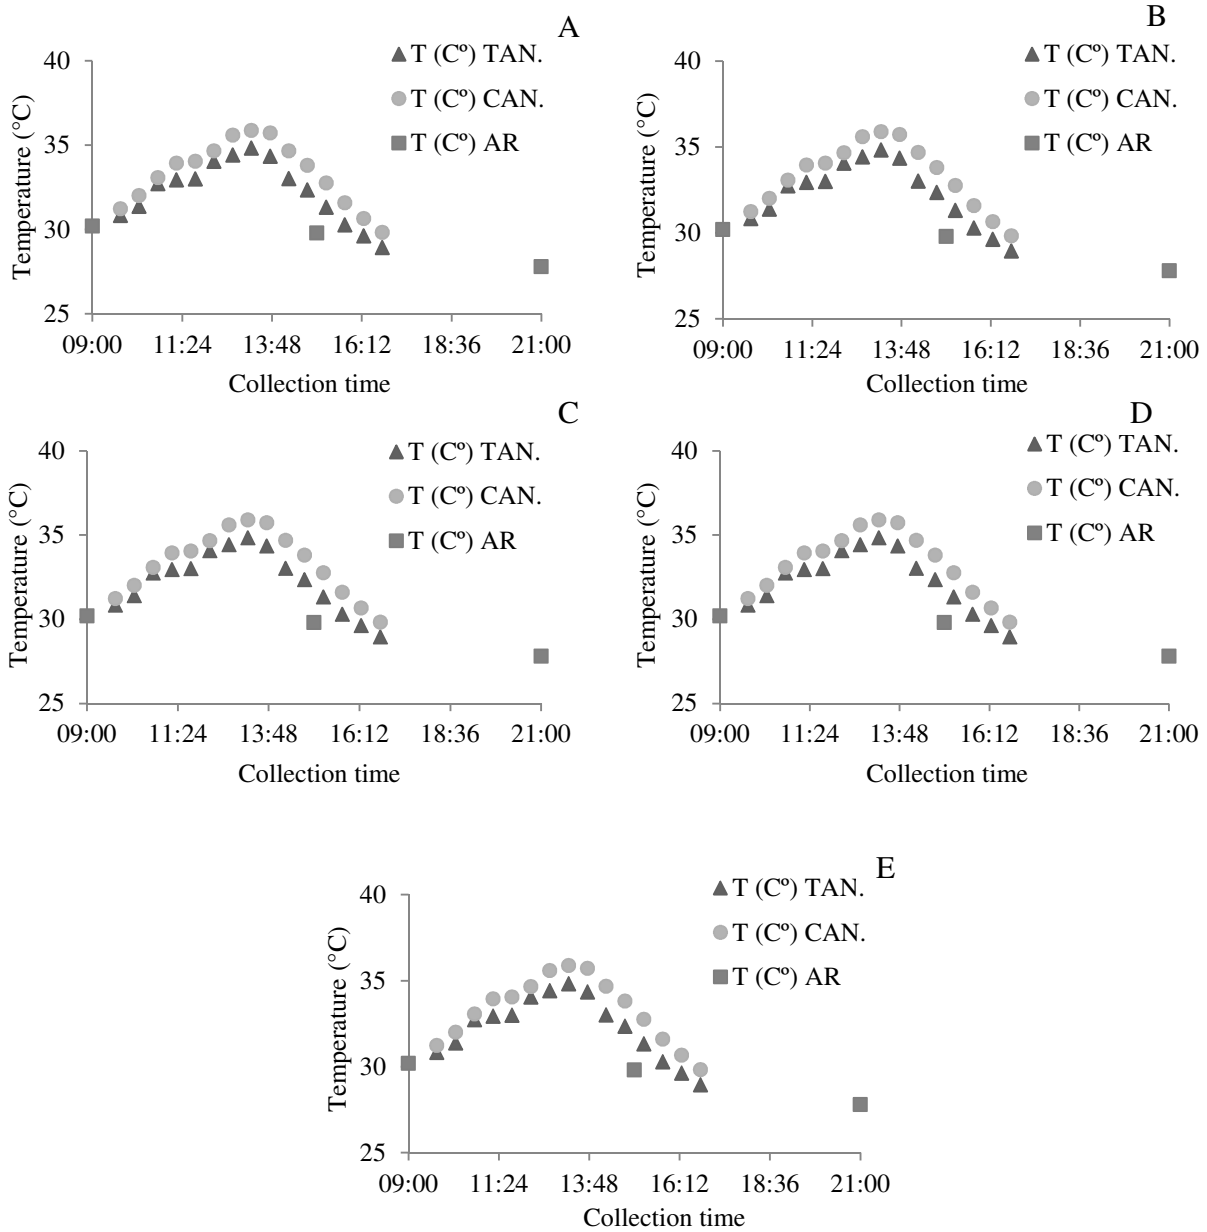 A
T (Cº) TAN.
T (Cº) CAN.
T (Cº) AR
Temperature (°C)
40
35
30
25
09:00 11:24 13:48 16:12 18:36 21:00
Collection time
B
T (Cº) TAN.
T (Cº) CAN.
T (Cº) AR
Temperature (°C)
40
35
30
25
09:00 11:24 13:48 16:12 18:36 21:00
Collection time
C
T (Cº) TAN.
T (Cº) CAN.
T (Cº) AR
Temperature (°C)
40
35
30
25
09:00 11:24 13:48 16:12 18:36 21:00
Collection time
D
T (Cº) TAN.
T (Cº) CAN.
T (Cº) AR
Temperature (°C)
40
35
30
25
09:00 11:24 13:48 16:12 18:36 21:00
Collection time
E
T (Cº) TAN.
T (Cº) CAN.
T (Cº) AR
Temperature (°C)
40
35
30
25
09:00 11:24 13:48 16:12 18:36 21:00
Collection time